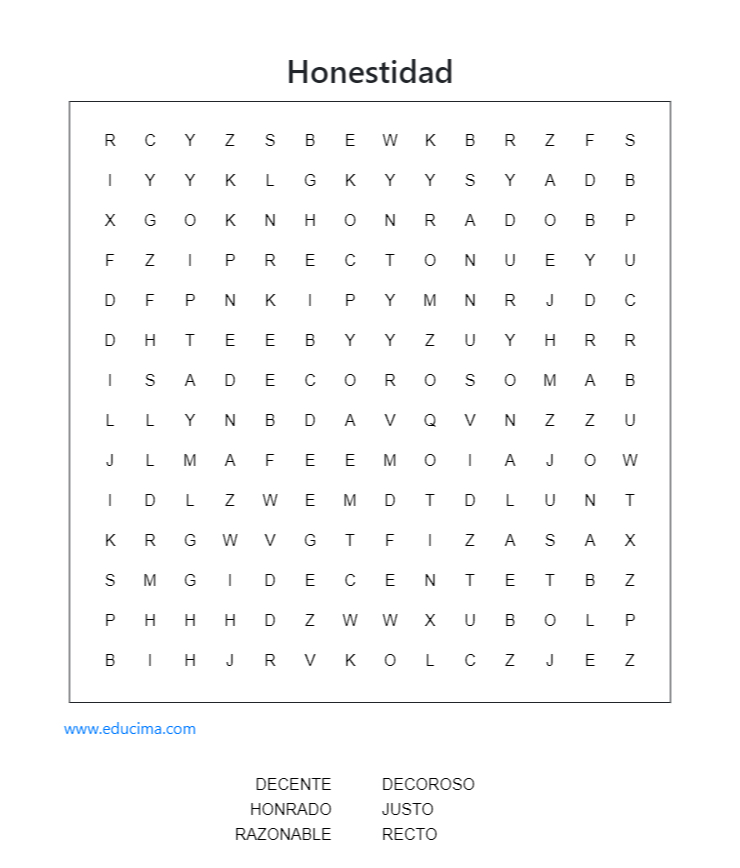 Honestidad
R C Y Z S B E W K B R Z F S
I Y Y K L G K Y Y S Y A D B
X G O K N H O N R A D O B P
F Z I P R E C T O N U E Y U
D F P N K I P Y M N R J D C
D H T E E B Y Y Z U Y H R R
I S A D E C O R O S O M A B
L L Y N B D A V Q V N Z Z U
J L M A F E E M O I A J O W
I D L Z W E M D T D L U N T
K R G W V G T F I Z A S A X
S M G I D E C E N T E T B Z
P H H H D Z W W X U B O L P
B I H J R V K O L C Z J E Z
www.educima.com
DECENTE DECOROSO
HONRADO JUSTO
RAZONABLE RECTO